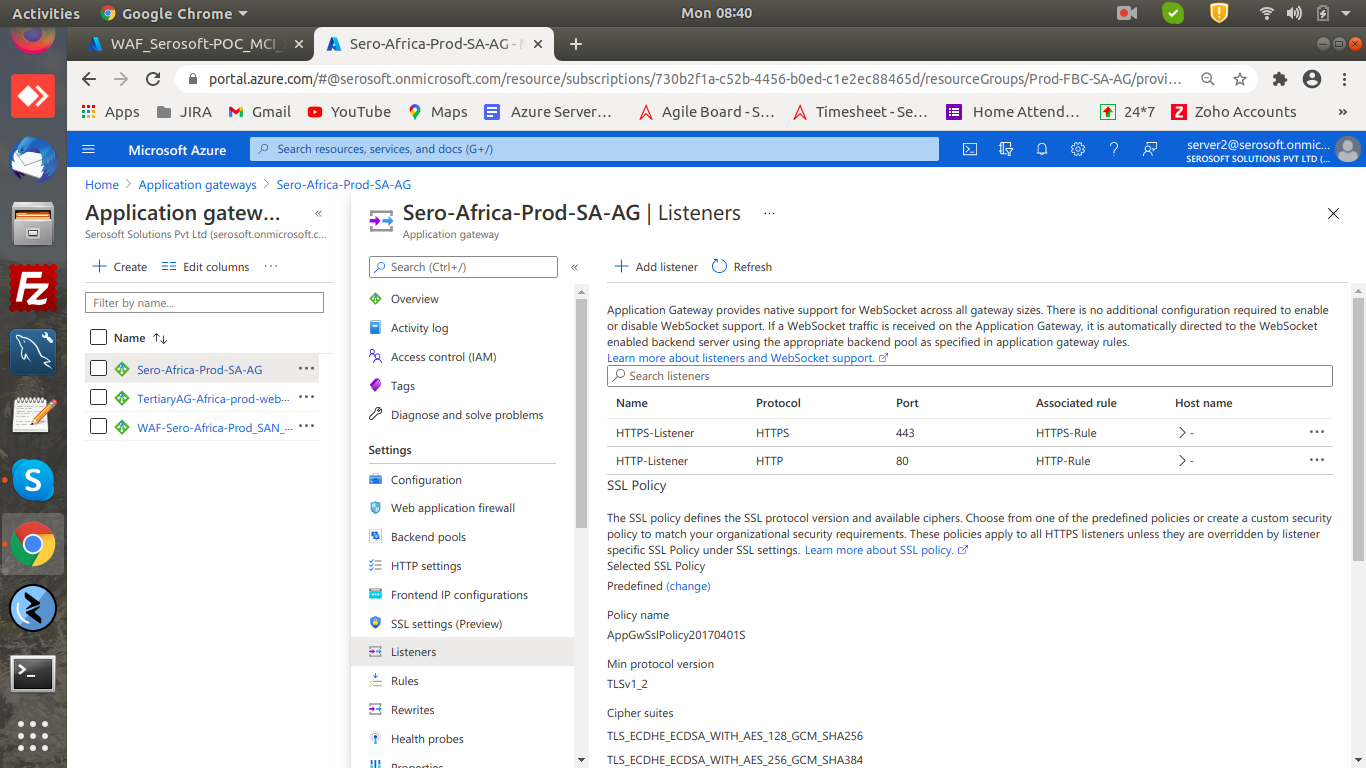 Activities
Google Chrome
Mon 08:40
WAF_Serosoft-POC_MCI_
Sero-Africa-Prod-SA-AG - M
portal.azure.com/#@serosoft.onmicrosoft.com/resource/subscriptions/730b2f1a-c52b-4456-b0ed-c1e2ec88465d/resourceGroups/Prod-FBC-SA-AG/provi...
Apps
JIRA
Gmail
YouTube
Maps
Azure Server...
Agile Board - S...
Timesheet - Se...
Home Attend...
24*7
Zoho Accounts
»
Microsoft Azure
Search resources, services, and docs (G+/)
server2@serosoft.onmic...
SEROSOFT SOLUTIONS PVT LTD (...
Home > Application gateways > Sero-Africa-Prod-SA-AG
Application gatew...
«
Serosoft Solutions Pvt Ltd (serosoft.onmicrosoft.c...
Create
Edit columns
...
Filter by name...
Name
Sero-Africa-Prod-SA-AG
TertiaryAG-Africa-prod-web-...
WAF-Sero-Africa-Prod_SAN_...
Sero-Africa-Prod-SA-AG | Listeners
...
Application gateway
Search (Ctrl+/)
«
Overview
Activity log
Access control (IAM)
Tags
Diagnose and solve problems
Settings
Configuration
Web application firewall
Backend pools
HTTP settings
Frontend IP configurations
SSL settings (Preview)
Listeners
Rules
Rewrites
Health probes
Properties
Add listener
Refresh
Application Gateway provides native support for WebSocket across all gateway sizes. There is no additional configuration required to enable
or disable WebSocket support. If a WebSocket traffic is received on the Application Gateway, it is automatically directed to the WebSocket
enabled backend server using the appropriate backend pool as specified in application gateway rules.
Learn more about listeners and WebSocket support.
Search listeners
Name Protocol Port Associated rule Host name
HTTPS-Listener HTTPS 443 HTTPS-Rule > - ...
HTTP-Listener HTTP 80 HTTP-Rule > - ...
SSL Policy
The SSL policy defines the SSL protocol version and available ciphers. Choose from one of the predefined policies or create a custom security
policy to match your organizational security requirements. These policies apply to all HTTPS listeners unless they are overridden by listener
specific SSL Policy under SSL settings. Learn more about SSL policy.
Selected SSL Policy
Predefined (change)
Policy name
AppGwSslPolicy20170401S
Min protocol version
TLSv1_2
Cipher suites
TLS_ECDHE_ECDSA_WITH_AES_128_GCM_SHA256
TLS_ECDHE_ECDSA_WITH_AES_256_GCM_SHA384